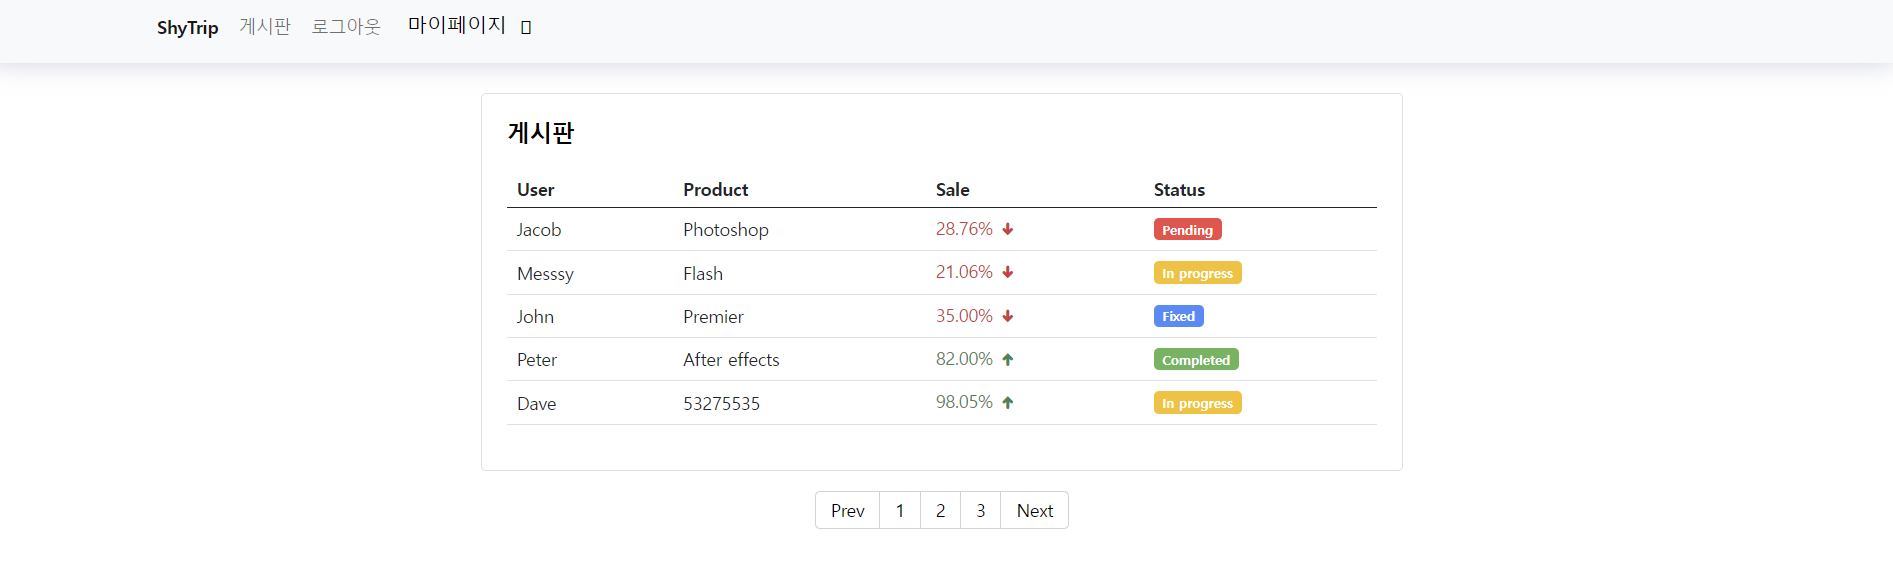 ShyTrip 게시판 로그아웃 마이페이지
게시판
User Product Sale Status
Jacob Photoshop 28.76% Pending
Messsy Flash 21.06% In progress
John Premier 35.00% Fixed
Peter After effects 82.00% Completed
Dave 53275535 98.05% In progress
Prev 1 2 3 Next